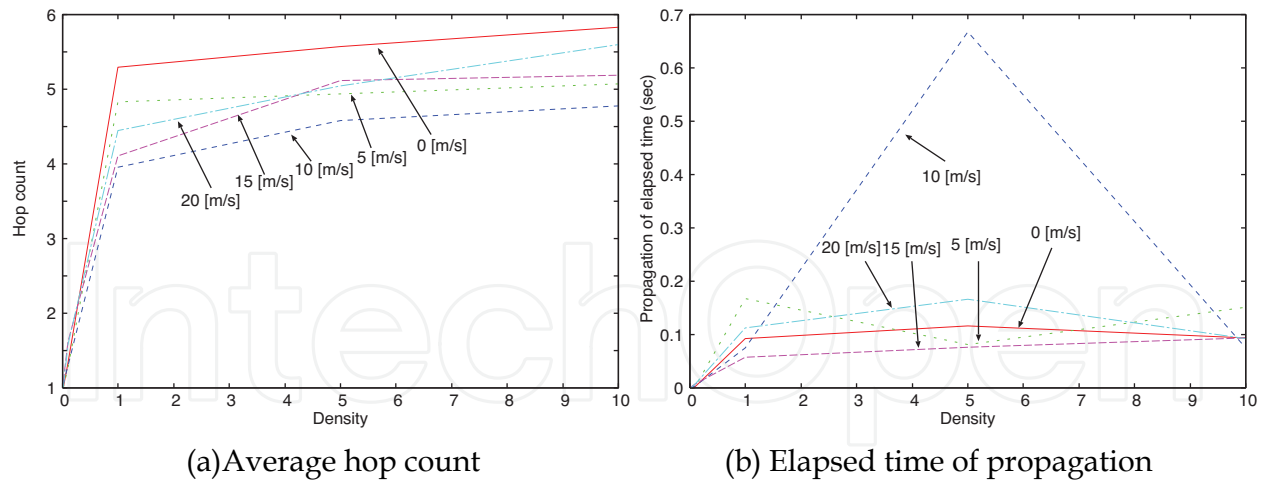 6
5
4
3
2
1
Hop count
0 [m/s]
5 [m/s]
10 [m/s]
15 [m/s]
20 [m/s]
0 1 2 3 4 5 6 7 8 9 10
Density
(a)Average hop count
0.7
0.6
0.5
0.4
0.3
0.2
0.1
0
Propagation of elapsed time (sec)
10 [m/s]
20 [m/s]
15 [m/s]
5 [m/s]
0 [m/s]
0 1 2 3 4 5 6 7 8 9 10
Density
(b) Elapsed time of propagation
IntechOpen